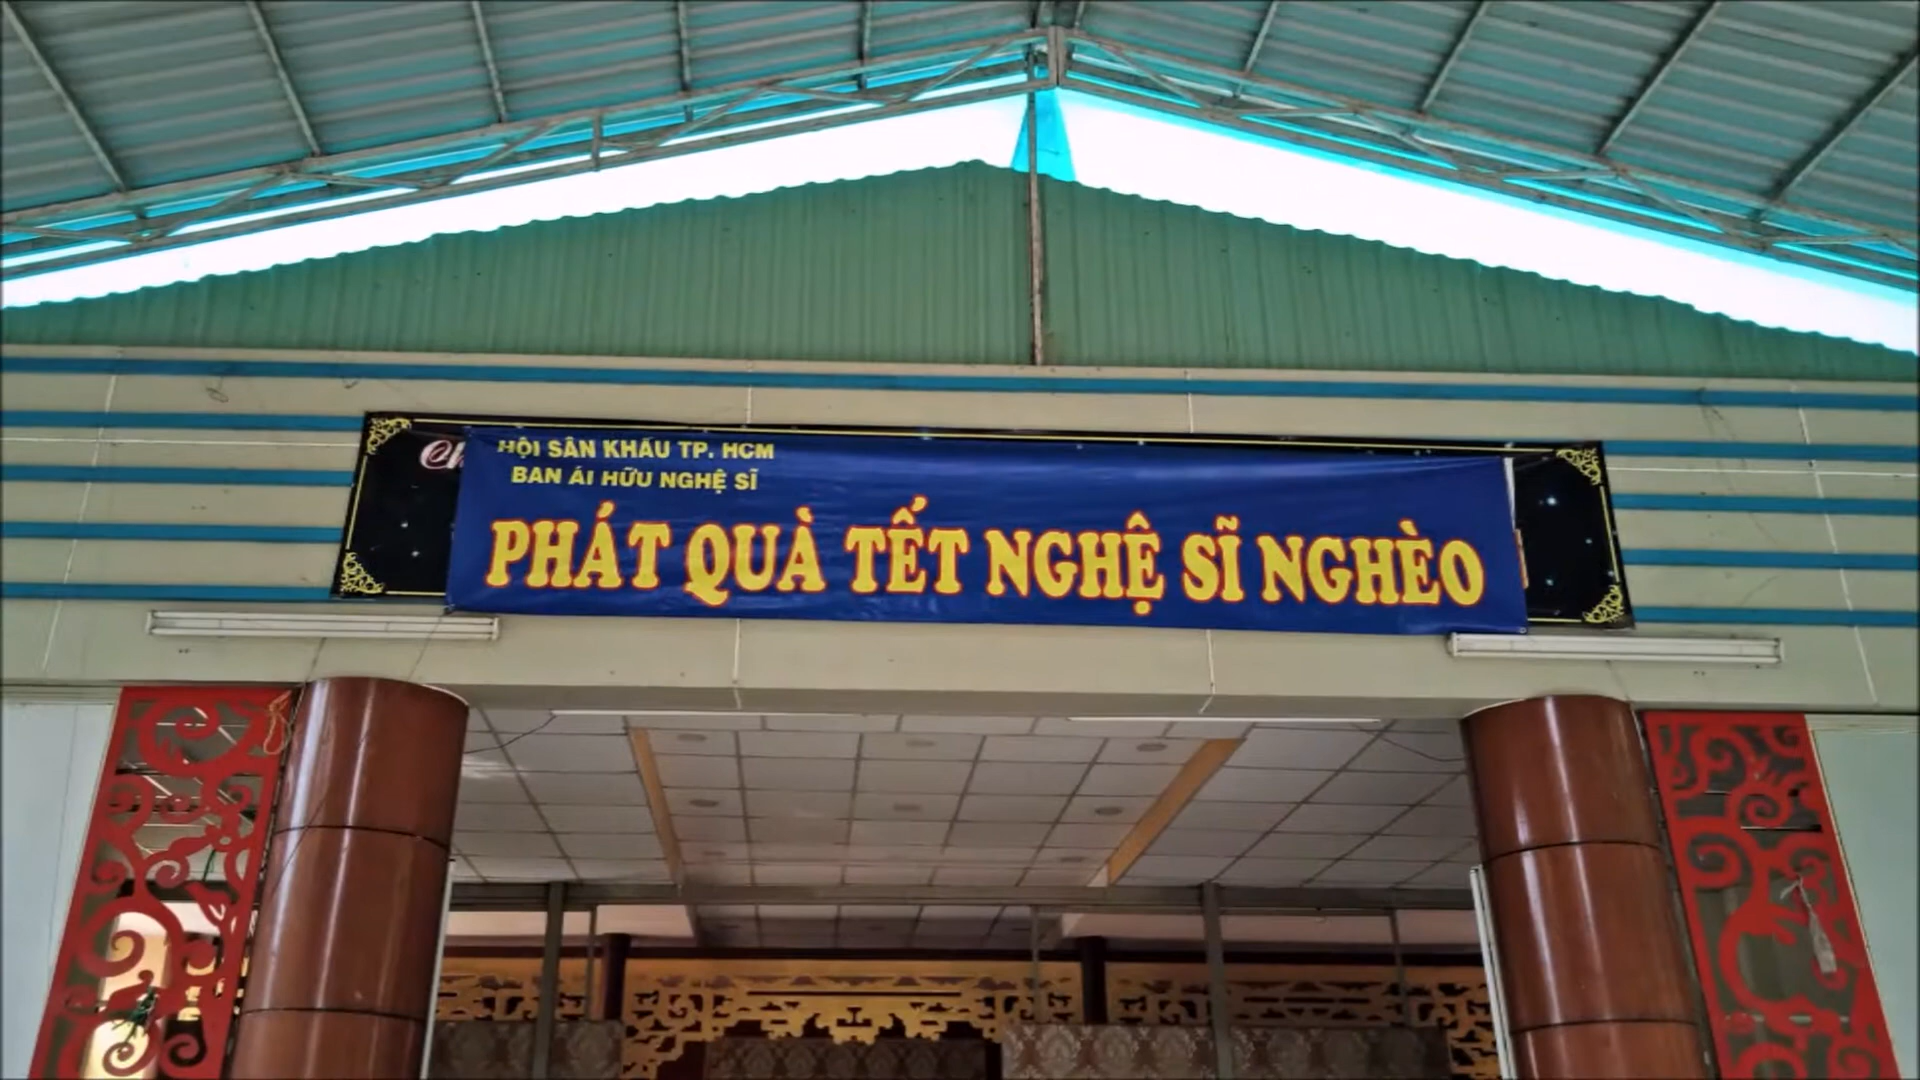 HỘI SÂN KHẤU TP. HCM
BAN ÁI HỮU NGHỆ SĨ
PHÁT QUÀ TẾT NGHỆ SĨ NGHÈO